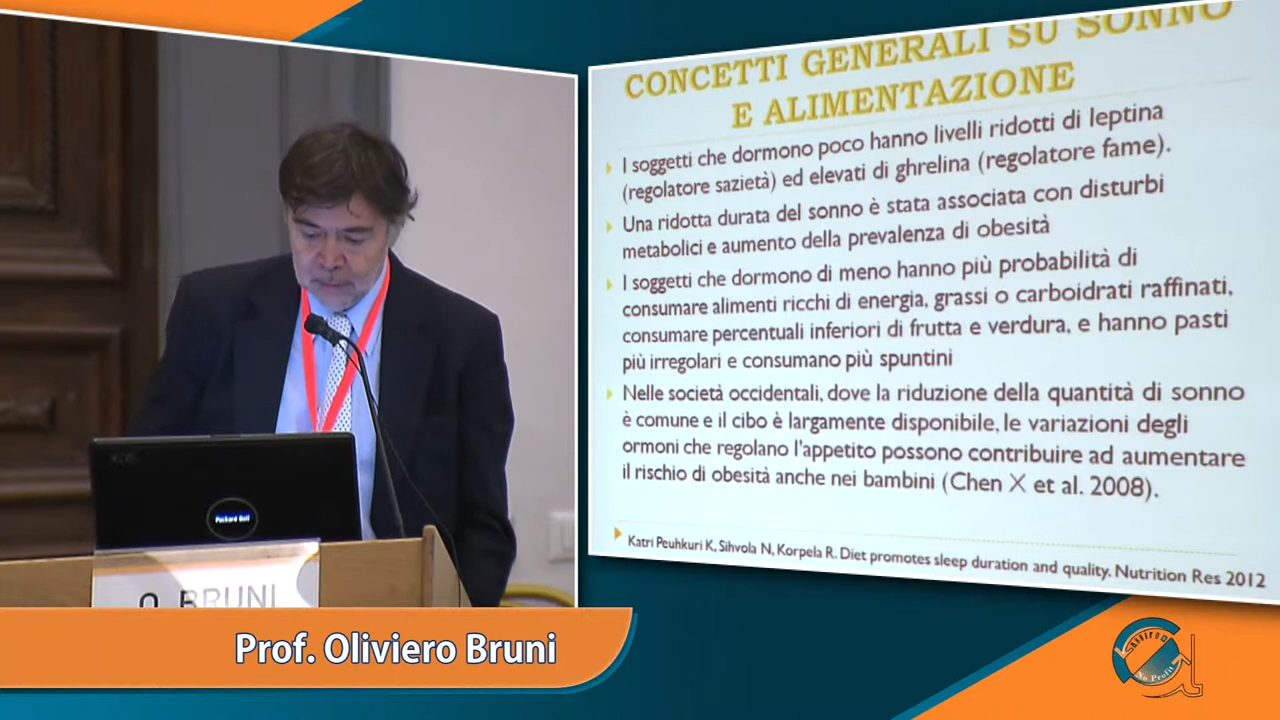 CONCETTI GENERALI SU SONNO
E ALIMENTAZIONE
I soggetti che dormono poco hanno livelli ridotti di leptina
(regolatore sazietà) ed elevati di ghrelina (regolatore fame).
Una ridotta durata del sonno è stata associata con disturbi
metabolici e aumento della prevalenza di obesità
I soggetti che dormono di meno hanno più probabilità di
consumare alimenti ricchi di energia, grassi o carboidrati raffinati,
consumare percentuali inferiori di frutta e verdura, e hanno pasti
più irregolari e consumano più spuntini
Nelle società occidentali, dove la riduzione della quantità di sonno
è comune e il cibo è largamente disponibile, le variazioni degli
ormoni che regolano l'appetito possono contribuire ad aumentare
il rischio di obesità anche nei bambini (Chen X et al. 2008).
Katri Peuhkuri K, Sihvola N, Korpela R. Diet promotes sleep duration and quality. Nutrition Res 2012
Packard Bell
O. BRUNI
Prof. Oliviero Bruni
No Profit